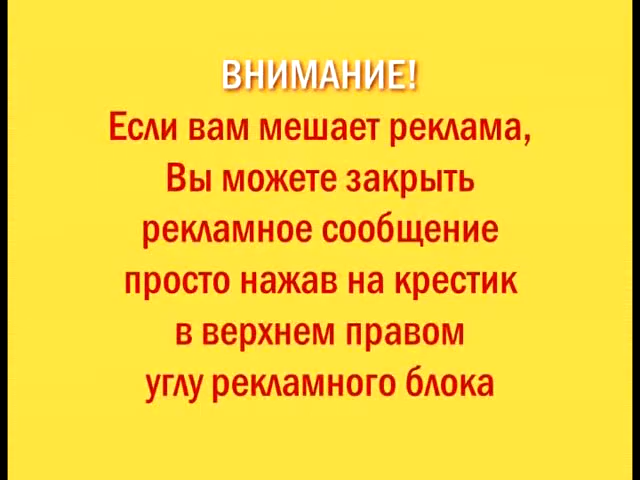 ВНИМАНИЕ!
Если вам мешает реклама,
Вы можете закрыть
рекламное сообщение
просто нажав на крестик
в верхнем правом
углу рекламного блока